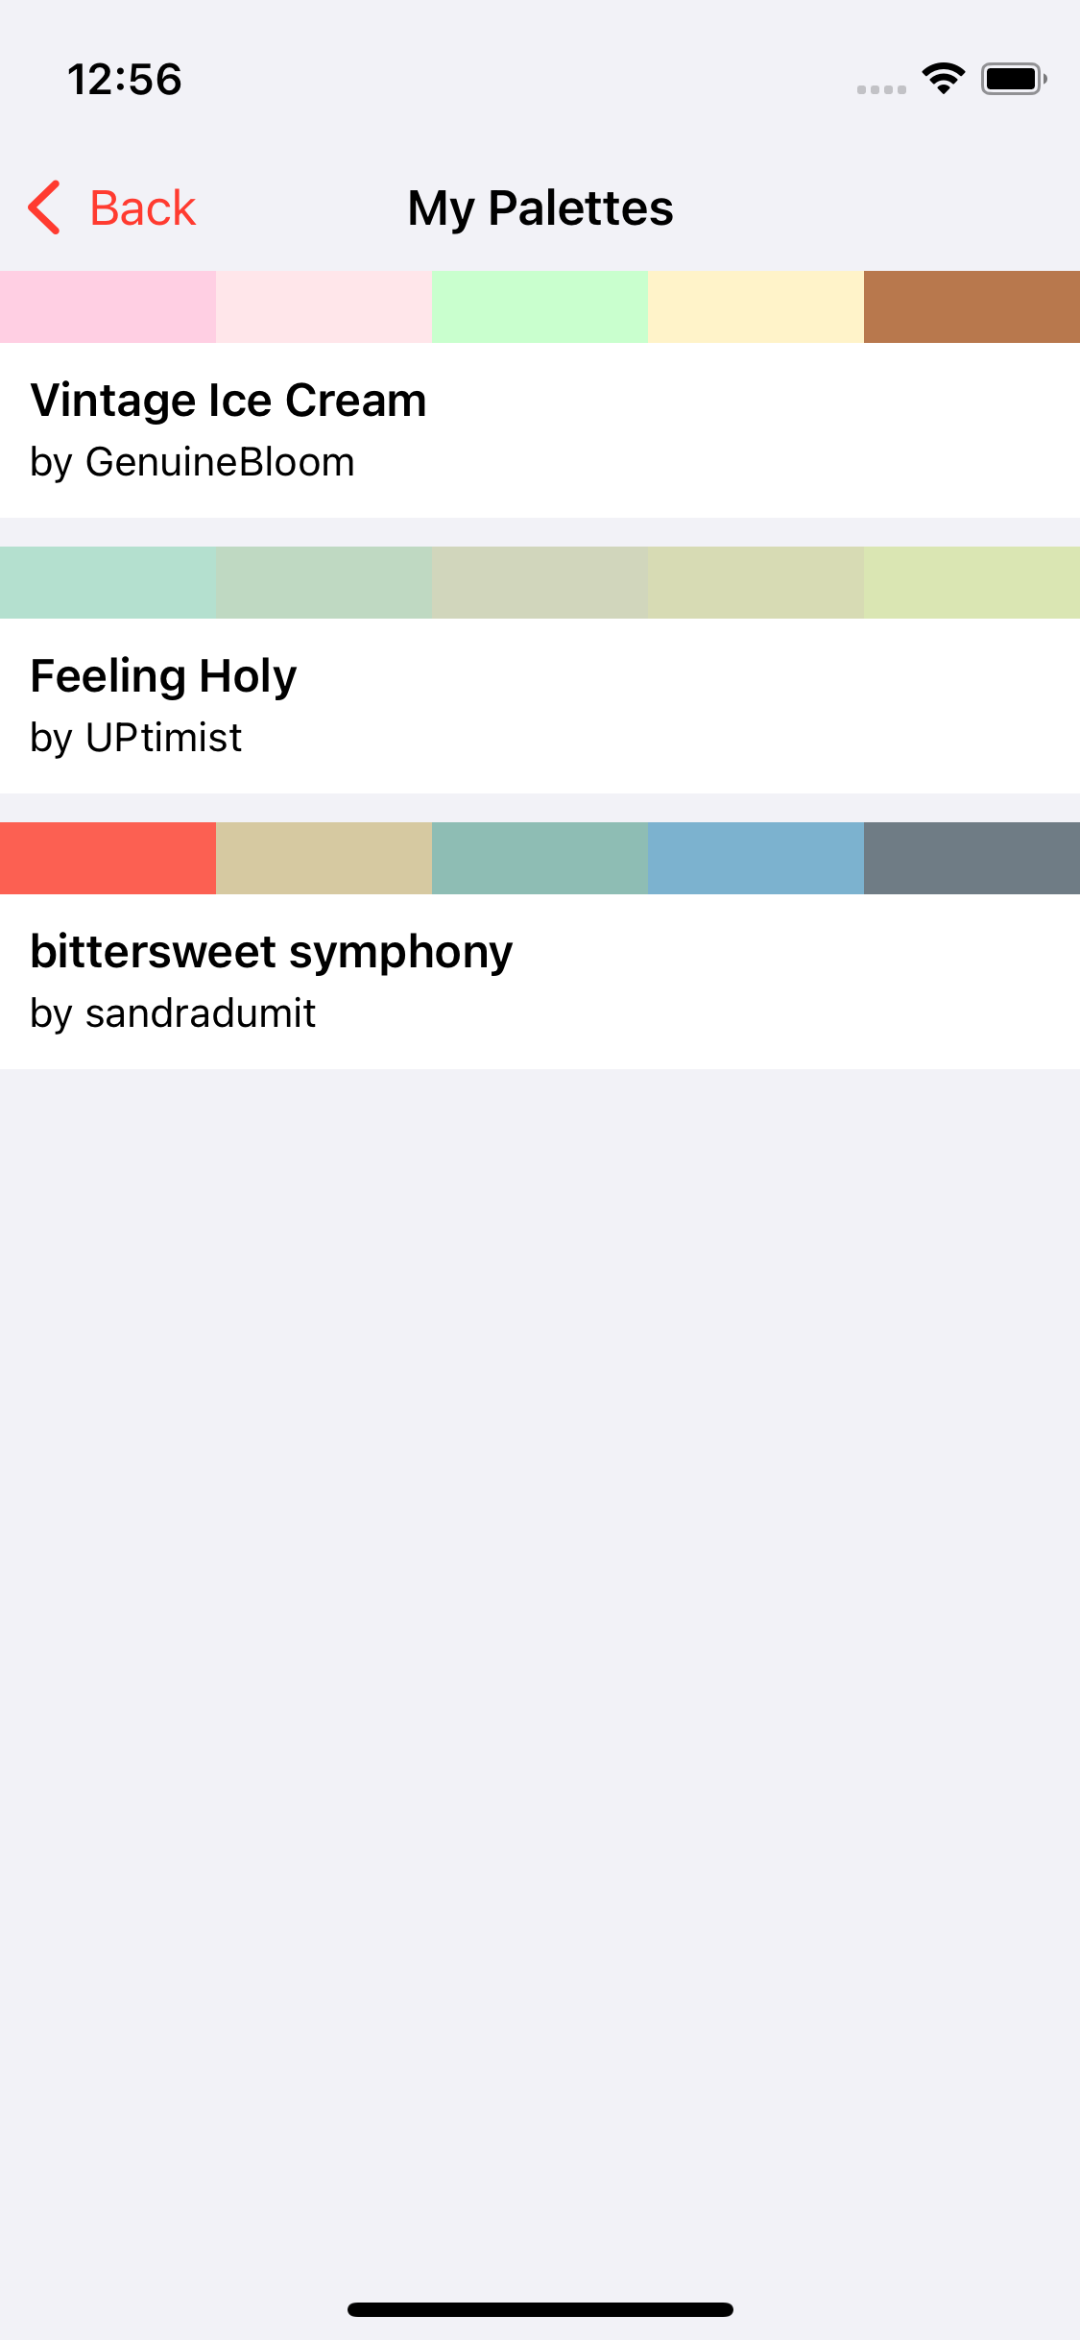 12:56
Back
My Palettes
Vintage Ice Cream
by GenuineBloom
Feeling Holy
by UPtimist
bittersweet symphony
by sandradumit